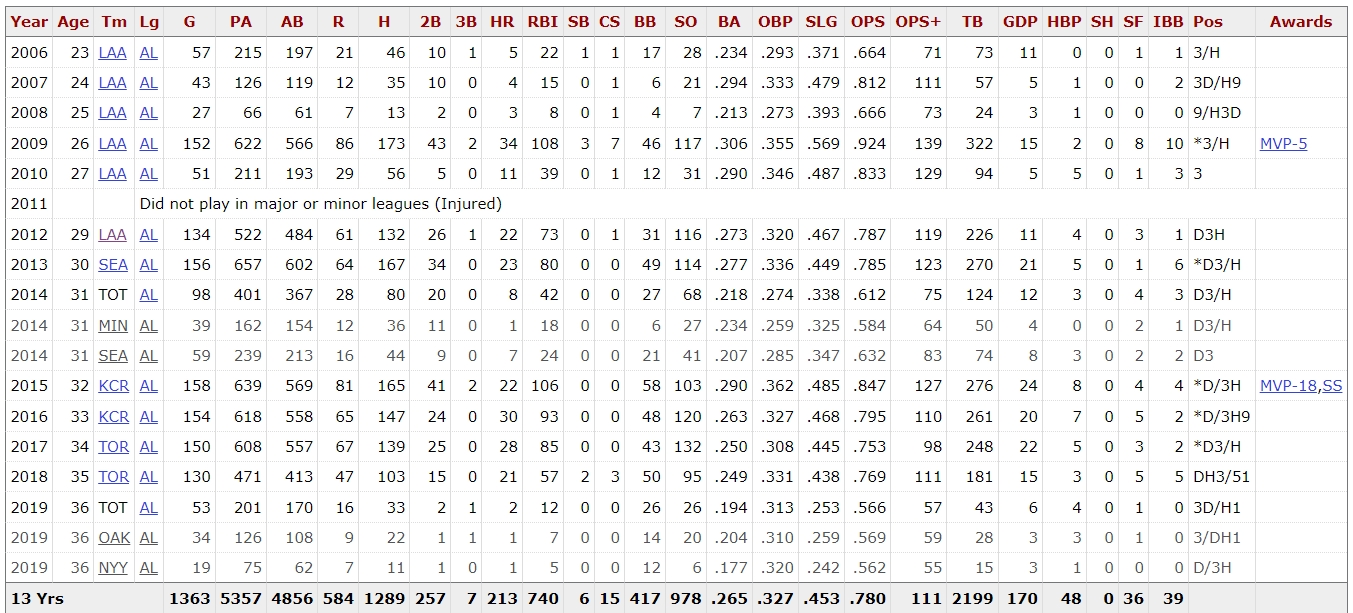 Year Age Tm Lg G PA AB R H 2B 3B HR RBI SB CS BB SO BA OBP SLG OPS OPS+ TB GDP HBP SH SF IBB Pos Awards
2006 23 LAA AL 57 215 197 21 46 10 1 5 22 1 1 17 28 .234 .293 .371 .664 71 73 11 0 0 1 1 3/H
2007 24 LAA AL 43 126 119 12 35 10 0 4 15 0 1 6 21 .294 .333 .479 .812 111 57 5 1 0 0 2 3D/H9
2008 25 LAA AL 27 66 61 7 13 2 0 3 8 0 1 4 7 .213 .273 .393 .666 73 24 3 1 0 0 0 9/H3D
2009 26 LAA AL 152 622 566 86 173 43 2 34 108 3 7 46 117 .306 .355 .569 .924 139 322 15 2 0 8 10 *3/H MVP-5
2010 27 LAA AL 51 211 193 29 56 5 0 11 39 0 1 12 31 .290 .346 .487 .833 129 94 5 5 0 1 3 3
2011 Did not play in major or minor leagues (Injured)
2012 29 LAA AL 134 522 484 61 132 26 1 22 73 0 1 31 116 .273 .320 .467 .787 119 226 11 4 0 3 1 D3H
2013 30 SEA AL 156 657 602 64 167 34 0 23 80 0 0 49 114 .277 .336 .449 .785 123 270 21 5 0 1 6 *D3/H
2014 31 TOT AL 98 401 367 28 80 20 0 8 42 0 0 27 68 .218 .274 .338 .612 75 124 12 3 0 4 3 D3/H
2014 31 MIN AL 39 162 154 12 36 11 0 1 18 0 0 6 27 .234 .259 .325 .584 64 50 4 0 0 2 1 D3/H
2014 31 SEA AL 59 239 213 16 44 9 0 7 24 0 0 21 41 .207 .285 .347 .632 83 74 8 3 0 2 2 D3
2015 32 KCR AL 158 639 569 81 165 41 2 22 106 0 0 58 103 .290 .362 .485 .847 127 276 24 8 0 4 4 *D/3H MVP-18,SS
2016 33 KCR AL 154 618 558 65 147 24 0 30 93 0 0 48 120 .263 .327 .468 .795 110 261 20 7 0 5 2 *D/3H9
2017 34 TOR AL 150 608 557 67 139 25 0 28 85 0 0 43 132 .250 .308 .445 .753 98 248 22 5 0 3 2 *D3/H
2018 35 TOR AL 130 471 413 47 103 15 0 21 57 2 3 50 95 .249 .331 .438 .769 111 181 15 3 0 5 5 DH3/51
2019 36 TOT AL 53 201 170 16 33 2 1 2 12 0 0 26 26 .194 .313 .253 .566 57 43 6 4 0 1 0 3D/H1
2019 36 OAK AL 34 126 108 9 22 1 1 1 7 0 0 14 20 .204 .310 .259 .569 59 28 3 3 0 1 0 3/DH1
2019 36 NYY AL 19 75 62 7 11 1 0 1 5 0 0 12 6 .177 .320 .242 .562 55 15 3 1 0 0 0 D/3H
13 Yrs 1363 5357 4856 584 1289 257 7 213 740 6 15 417 978 .265 .327 .453 .780 111 2199 170 48 0 36 39